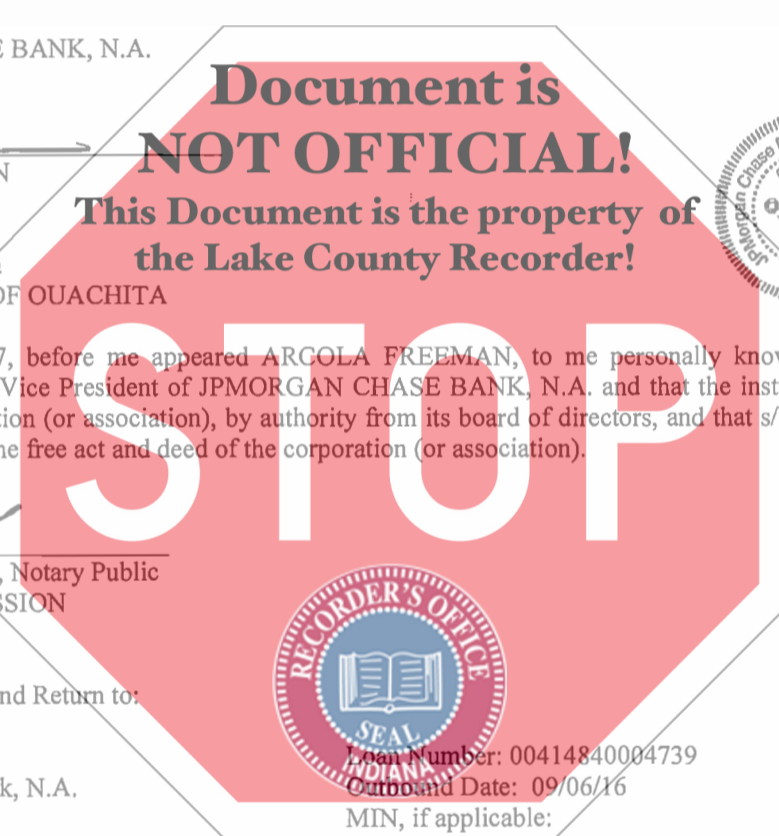 E BANK, N.A.
Document is
NOT OFFICIAL!
N
This Document is the property of
the Lake County Recorder!
JPMorgan Chase
OF OUACHITA
7, before me appeared ARCOLA FREEMAN, to me personally know
Vice President of JPMORGAN CHASE BANK, N.A. and that the inst
tion (or association), by authority from its board of directors, and that s/
he free act and deed of the corporation (or association).
STOP
, Notary Public
SSION
RECORDER'S OFFICE
SEAL
INDIANA
nd Return to:
Loan Number: 00414840004739
k, N.A.
Outbound Date: 09/06/16
MIN, if applicable: